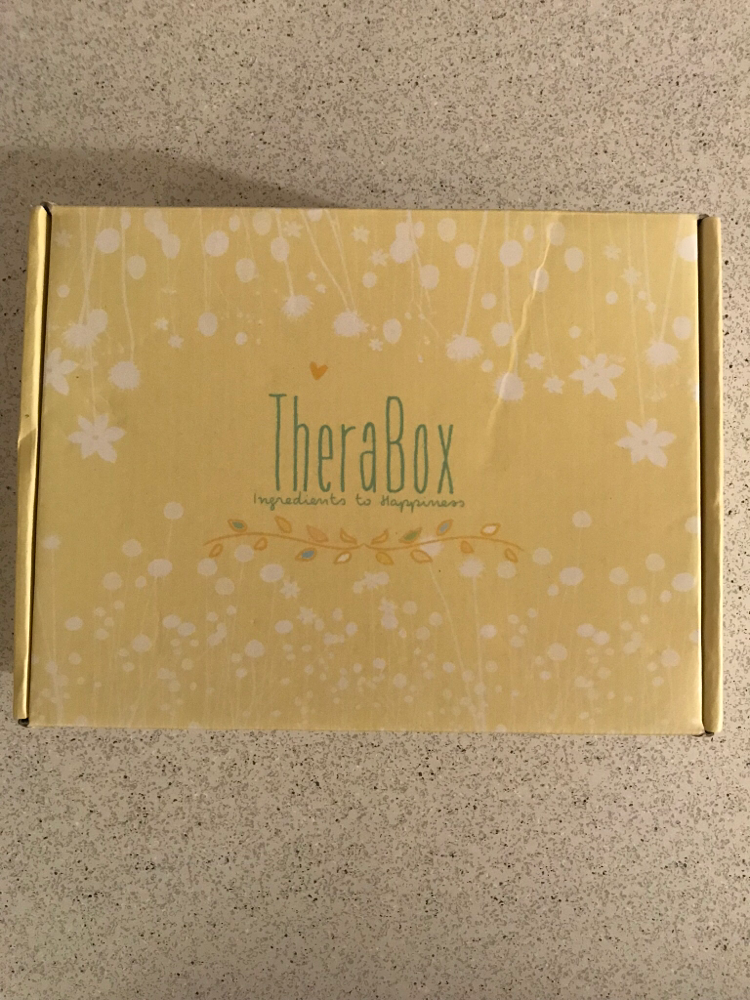 TheraBox
Ingredients to Happiness